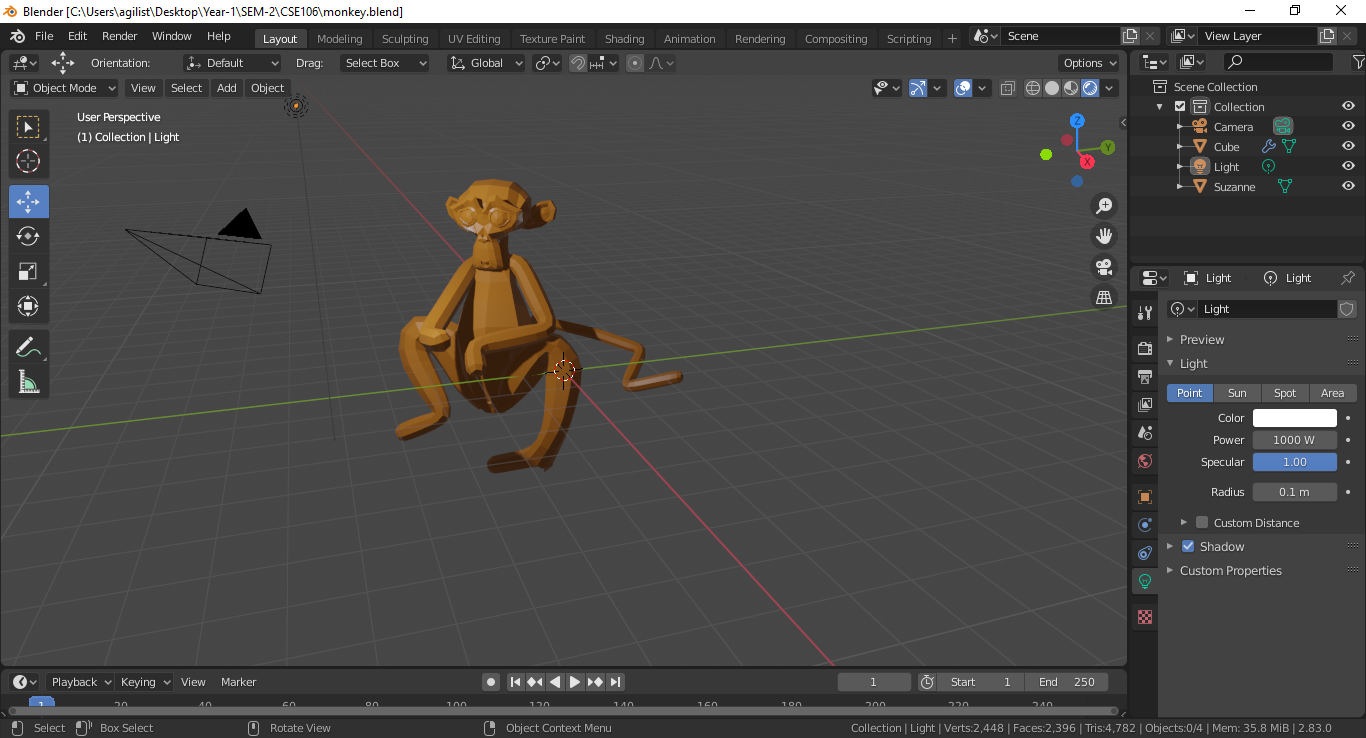 Blender [C:\Users\agilist\Desktop\Year-1\SEM-2\CSE106\monkey.blend]
File Edit Render Window Help Layout Modeling Sculpting UV Editing Texture Paint Shading Animation Rendering Compositing Scripting + Scene View Layer
Orientation: Default Drag: Select Box Global Options
Object Mode View Select Add Object
User Perspective
(1) Collection | Light
Z
Y
X
Scene Collection
Collection
Camera
Cube
Light
Suzanne
Light Light
Light
Preview
Light
Point Sun Spot Area
Color
Power 1000 W
Specular 1.00
Radius 0.1 m
Custom Distance
Shadow
Custom Properties
Playback Keying View Marker 1 Start 1 End 250
1 20 40 60 80 100 120 140 160 180 200 220 240
Select Box Select Rotate View Object Context Menu Collection | Light | Verts:2,448 | Faces:2,396 | Tris:4,782 | Objects:0/4 | Mem: 35.8 MiB | 2.83.0